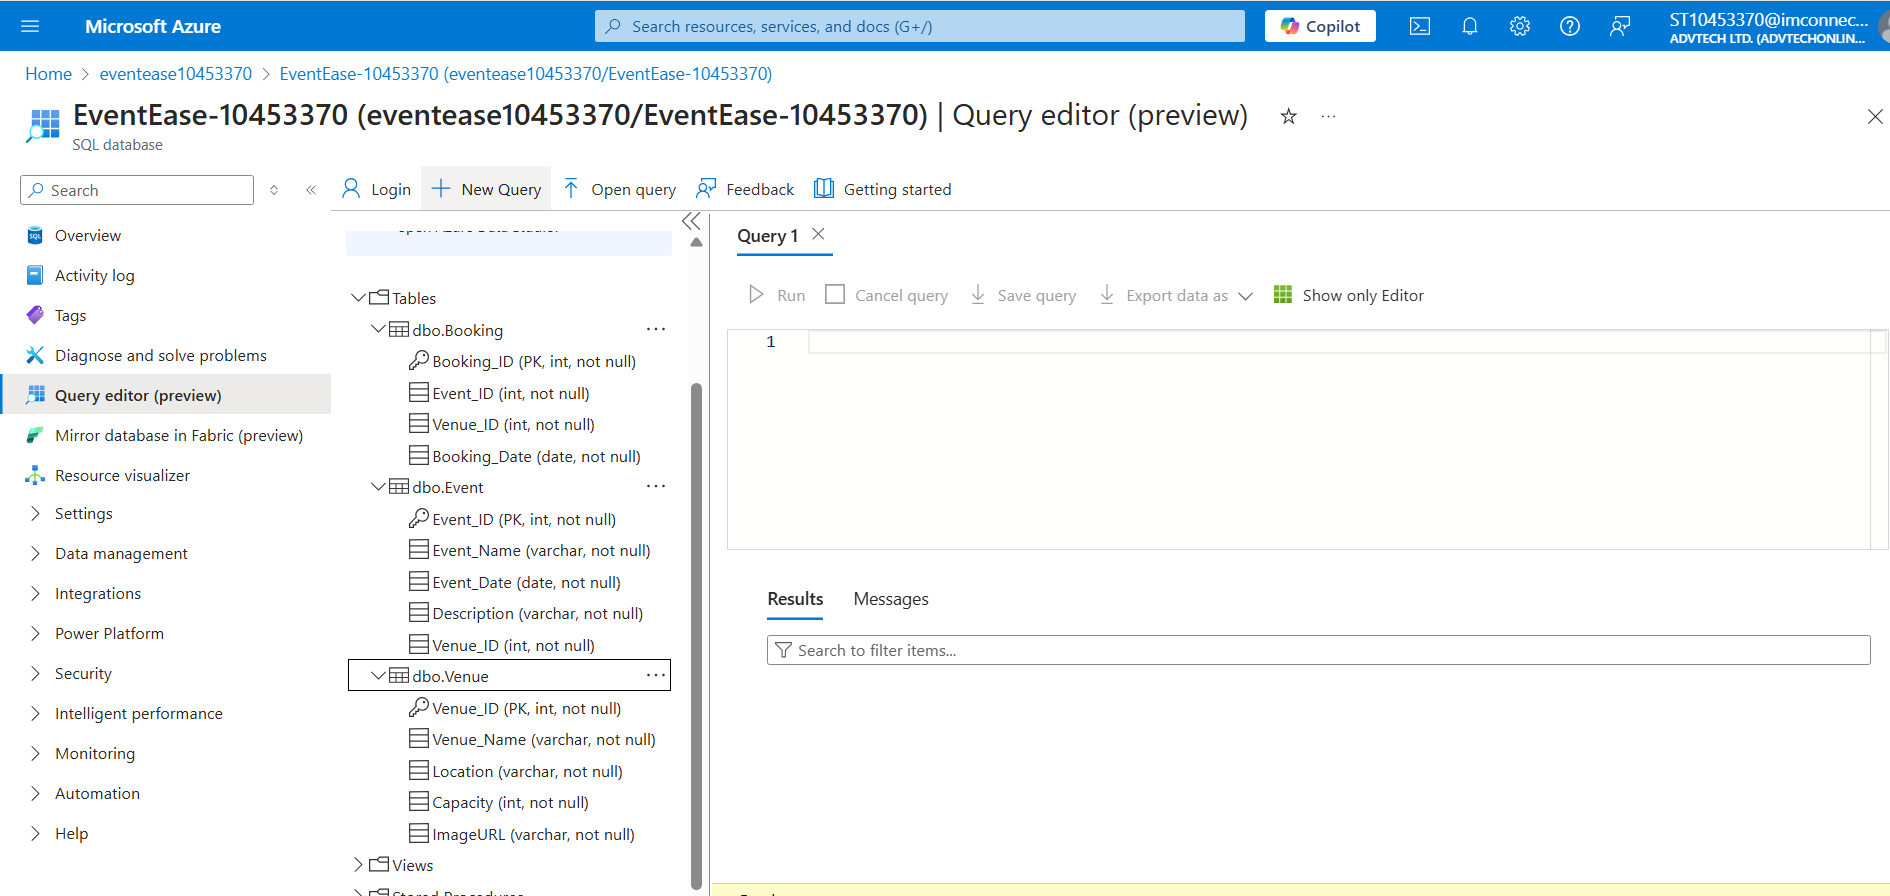 Microsoft Azure
Search resources, services, and docs (G+/)
Copilot
ST10453370@imconnec...
ADVTECH LTD. (ADVTECHONLIN...
Home > eventease10453370 > EventEase-10453370 (eventease10453370/EventEase-10453370)
EventEase-10453370 (eventease10453370/EventEase-10453370) | Query editor (preview)
SQL database
Search
Overview
Activity log
Tags
Diagnose and solve problems
Query editor (preview)
Mirror database in Fabric (preview)
Resource visualizer
Settings
Data management
Integrations
Power Platform
Security
Intelligent performance
Monitoring
Automation
Help
Login
New Query
Open query
Feedback
Getting started
open Azure Data Studio.
Tables
dbo.Booking
Booking_ID (PK, int, not null)
Event_ID (int, not null)
Venue_ID (int, not null)
Booking_Date (date, not null)
dbo.Event
Event_ID (PK, int, not null)
Event_Name (varchar, not null)
Event_Date (date, not null)
Description (varchar, not null)
Venue_ID (int, not null)
dbo.Venue
Venue_ID (PK, int, not null)
Venue_Name (varchar, not null)
Location (varchar, not null)
Capacity (int, not null)
ImageURL (varchar, not null)
Views
Stored Procedures
Query 1
Run
Cancel query
Save query
Export data as
Show only Editor
1
Results
Messages
Search to filter items...